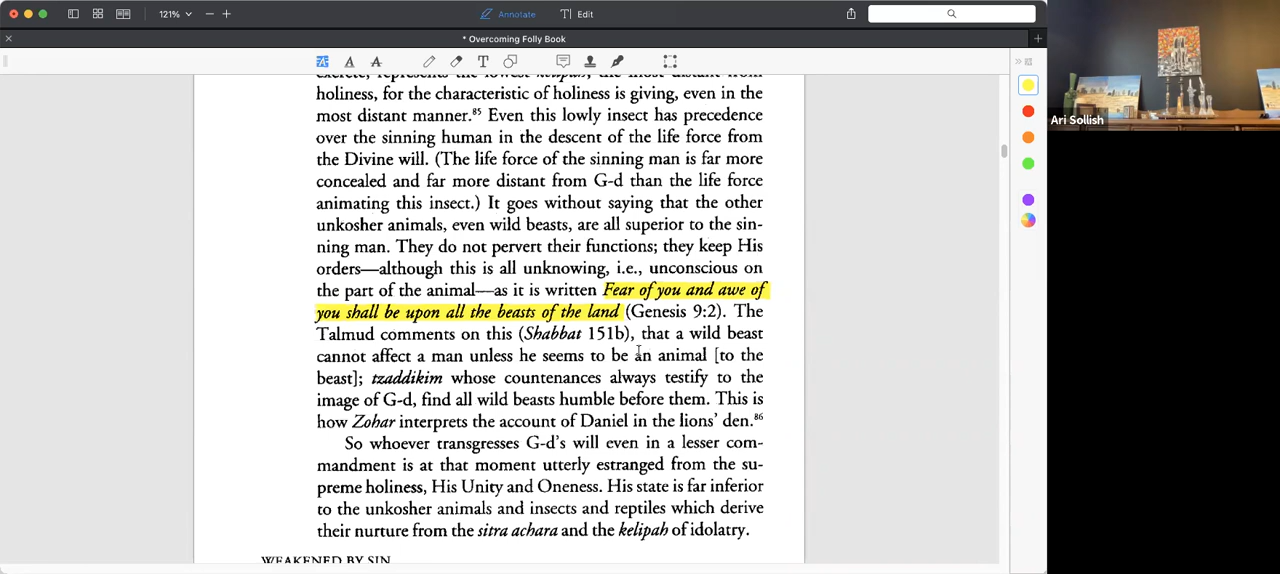 121%
Annotate
Edit
* Overcoming Folly Book
holiness, for the characteristic of holiness is giving, even in the
most distant manner.⁸⁵ Even this lowly insect has precedence
over the sinning human in the descent of the life force from
the Divine will. (The life force of the sinning man is far more
concealed and far more distant from G-d than the life force
animating this insect.) It goes without saying that the other
unkosher animals, even wild beasts, are all superior to the sin-
ning man. They do not pervert their functions; they keep His
orders—although this is all unknowing, i.e., unconscious on
the part of the animal—as it is written Fear of you and awe of
you shall be upon all the beasts of the land (Genesis 9:2). The
Talmud comments on this (Shabbat 151b), that a wild beast
cannot affect a man unless he seems to be an animal [to the
beast]; tzaddikim whose countenances always testify to the
image of G-d, find all wild beasts humble before them. This is
how Zohar interprets the account of Daniel in the lions' den.⁸⁶
So whoever transgresses G-d's will even in a lesser com-
mandment is at that moment utterly estranged from the su-
preme holiness, His Unity and Oneness. His state is far inferior
to the unkosher animals and insects and reptiles which derive
their nurture from the sitra achara and the kelipah of idolatry.
WEAKENED BY SIN
Ari Sollish